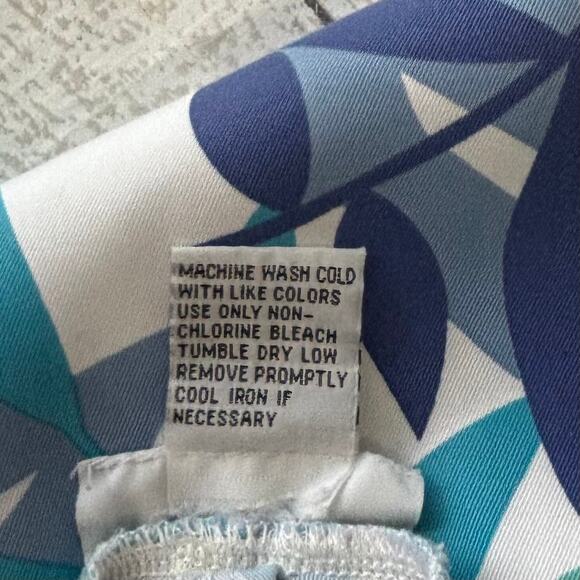 MACHINE WASH COLD
WITH LIKE COLORS
USE ONLY NON-
CHLORINE BLEACH
TUMBLE DRY LOW
REMOVE PROMPTLY
COOL IRON IF
NECESSARY